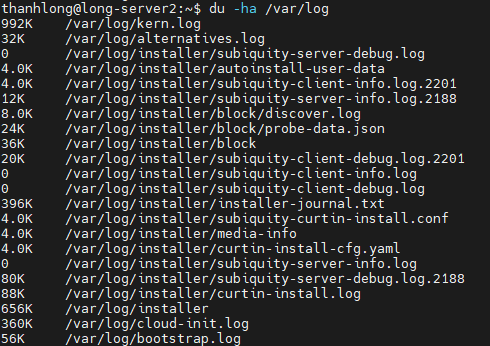 thanhlong@long-server2:~$ du -ha /var/log
992K /var/log/kern.log
32K /var/log/alternatives.log
0 /var/log/installer/subiquity-server-debug.log
4.0K /var/log/installer/autoinstall-user-data
4.0K /var/log/installer/subiquity-client-info.log.2201
12K /var/log/installer/subiquity-server-info.log.2188
8.0K /var/log/installer/block/discover.log
24K /var/log/installer/block/probe-data.json
36K /var/log/installer/block
20K /var/log/installer/subiquity-client-debug.log.2201
0 /var/log/installer/subiquity-client-info.log
0 /var/log/installer/subiquity-client-debug.log
396K /var/log/installer/installer-journal.txt
4.0K /var/log/installer/subiquity-curtin-install.conf
4.0K /var/log/installer/media-info
4.0K /var/log/installer/curtin-install-cfg.yaml
0 /var/log/installer/subiquity-server-info.log
80K /var/log/installer/subiquity-server-debug.log.2188
88K /var/log/installer/curtin-install.log
656K /var/log/installer
360K /var/log/cloud-init.log
56K /var/log/bootstrap.log